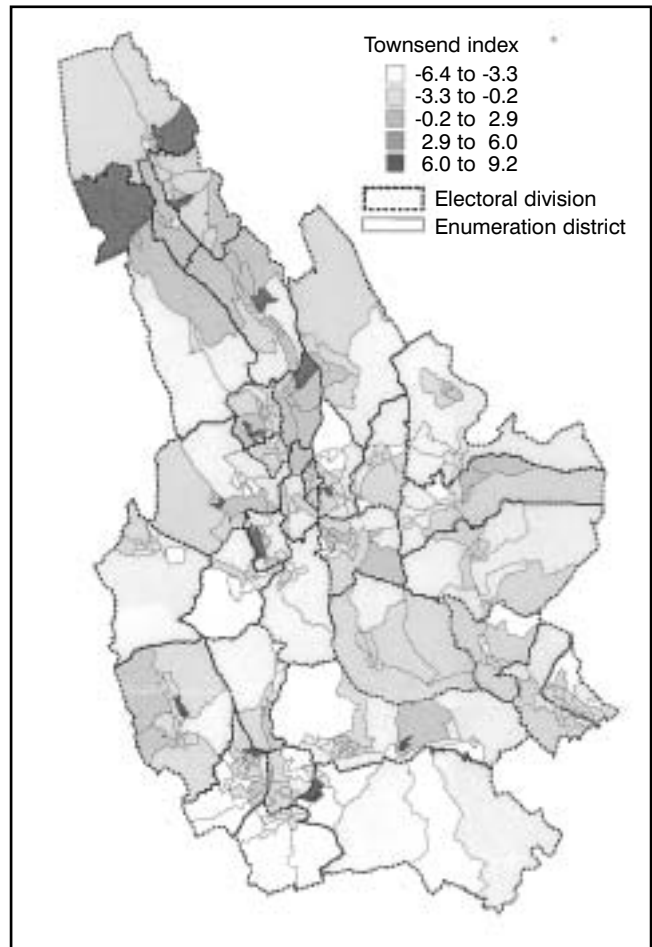 Townsend index
-6.4 to -3.3
-3.3 to -0.2
-0.2 to 2.9
2.9 to 6.0
6.0 to 9.2
Electoral division
Enumeration district